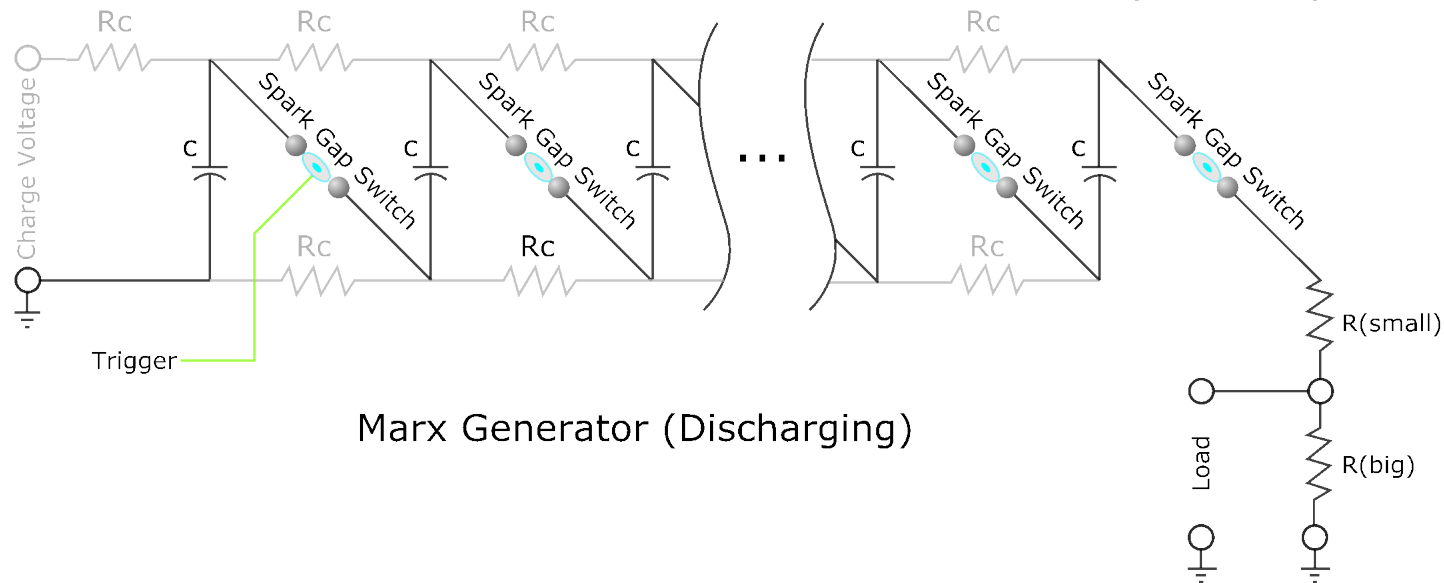 Rc
Rc
Rc
Rc
Charge Voltage
Spark Gap Switch
Spark Gap Switch
Spark Gap Switch
Spark Gap Switch
c
c
c
...
c
c
Rc
Rc
Rc
R(small)
Trigger
Marx Generator (Discharging)
Load
R(big)